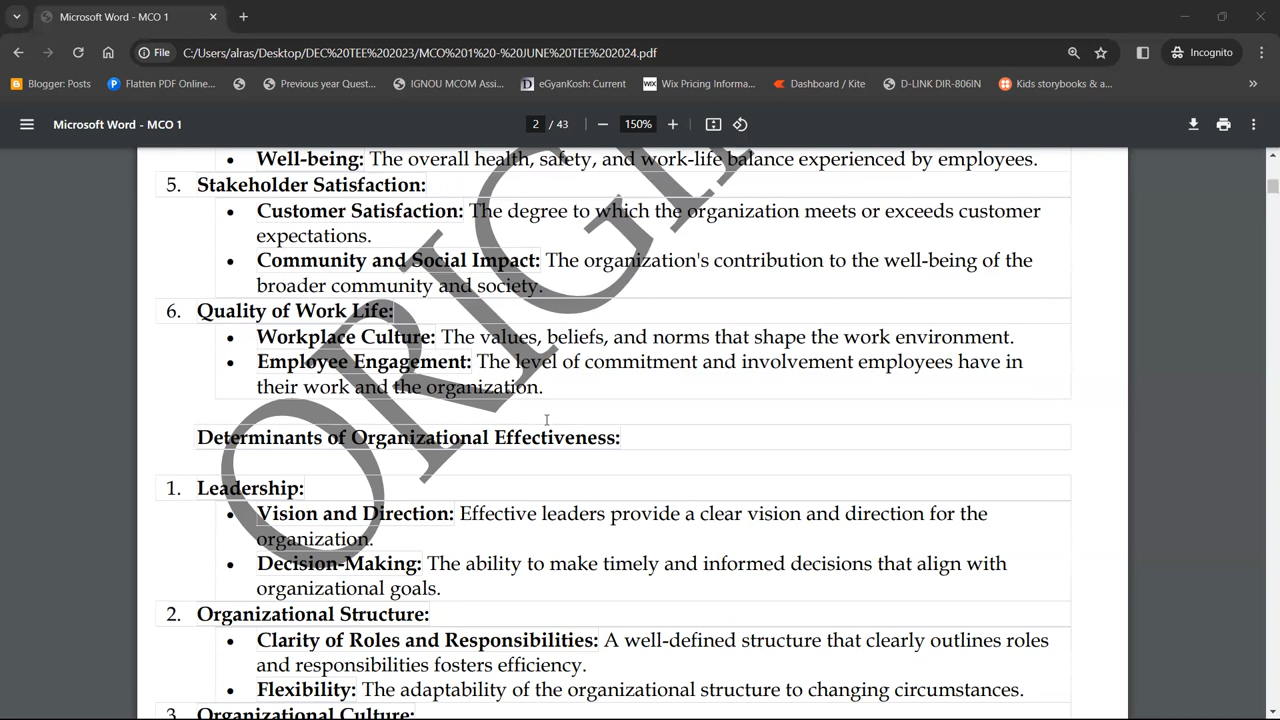 Microsoft Word - MCO 1
File C:/Users/alras/Desktop/DEC%20TEE%202023/MCO%201%20-%20JUNE%20TEE%202024.pdf Incognito
Blogger: Posts Flatten PDF Online... Previous year Quest... IGNOU MCOM Assi... eGyanKosh: Current WIX Wix Pricing Informa... Dashboard / Kite D-LINK DIR-806IN Kids storybooks & a...
Microsoft Word - MCO 1 2 / 43 150%
• Well-being: The overall health, safety, and work-life balance experienced by employees.
5. Stakeholder Satisfaction:
• Customer Satisfaction: The degree to which the organization meets or exceeds customer
expectations.
• Community and Social Impact: The organization's contribution to the well-being of the
broader community and society.
6. Quality of Work Life:
• Workplace Culture: The values, beliefs, and norms that shape the work environment.
• Employee Engagement: The level of commitment and involvement employees have in
their work and the organization.
Determinants of Organizational Effectiveness:
1. Leadership:
• Vision and Direction: Effective leaders provide a clear vision and direction for the
organization.
• Decision-Making: The ability to make timely and informed decisions that align with
organizational goals.
2. Organizational Structure:
• Clarity of Roles and Responsibilities: A well-defined structure that clearly outlines roles
and responsibilities fosters efficiency.
• Flexibility: The adaptability of the organizational structure to changing circumstances.
3. Organizational Culture: